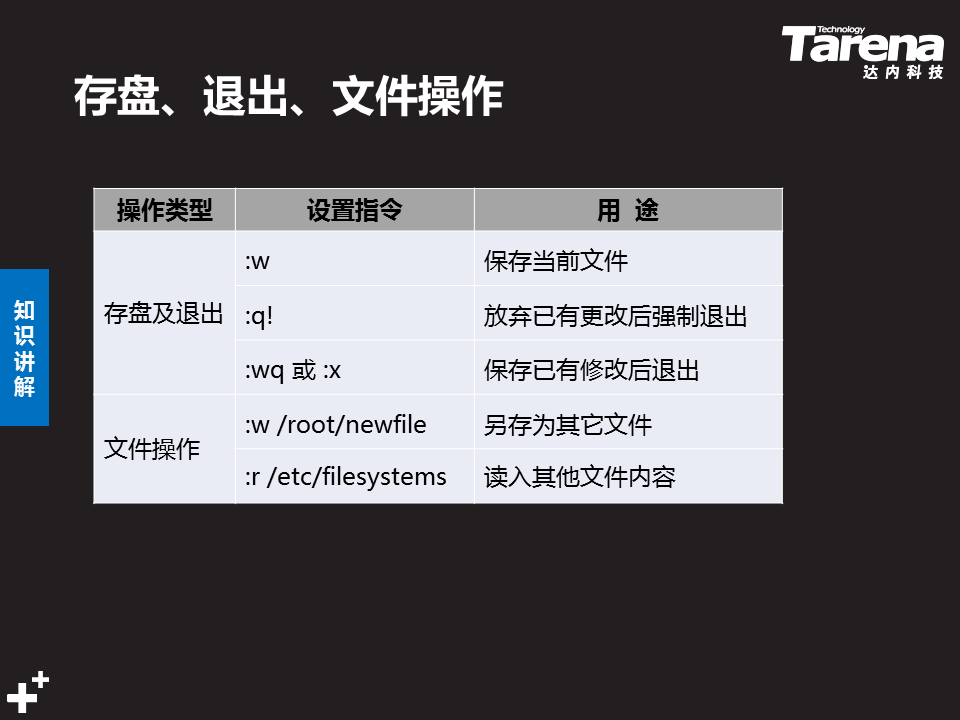 Technology
Tarena
达内科技
存盘、退出、文件操作
知识讲解
操作类型 设置指令 用 途
存盘及退出
:w 保存当前文件
:q! 放弃已有更改后强制退出
:wq 或 :x 保存已有修改后退出
文件操作
:w /root/newfile 另存为其它文件
:r /etc/filesystems 读入其他文件内容